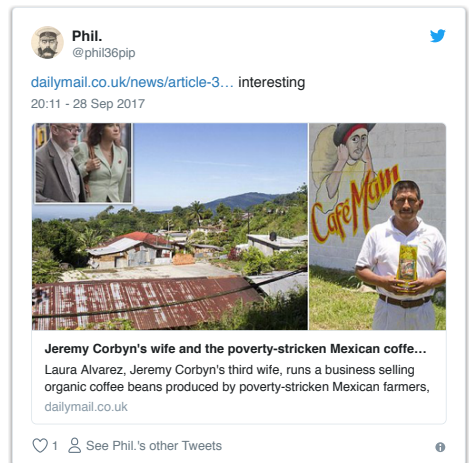 Phil.
@phil36pip
dailymail.co.uk/news/article-3… interesting
20:11 - 28 Sep 2017
Café Mam
Jeremy Corbyn's wife and the poverty-stricken Mexican coffe…
Laura Alvarez, Jeremy Corbyn's third wife, runs a business selling
organic coffee beans produced by poverty-stricken Mexican farmers,
dailymail.co.uk
1
See Phil.'s other Tweets